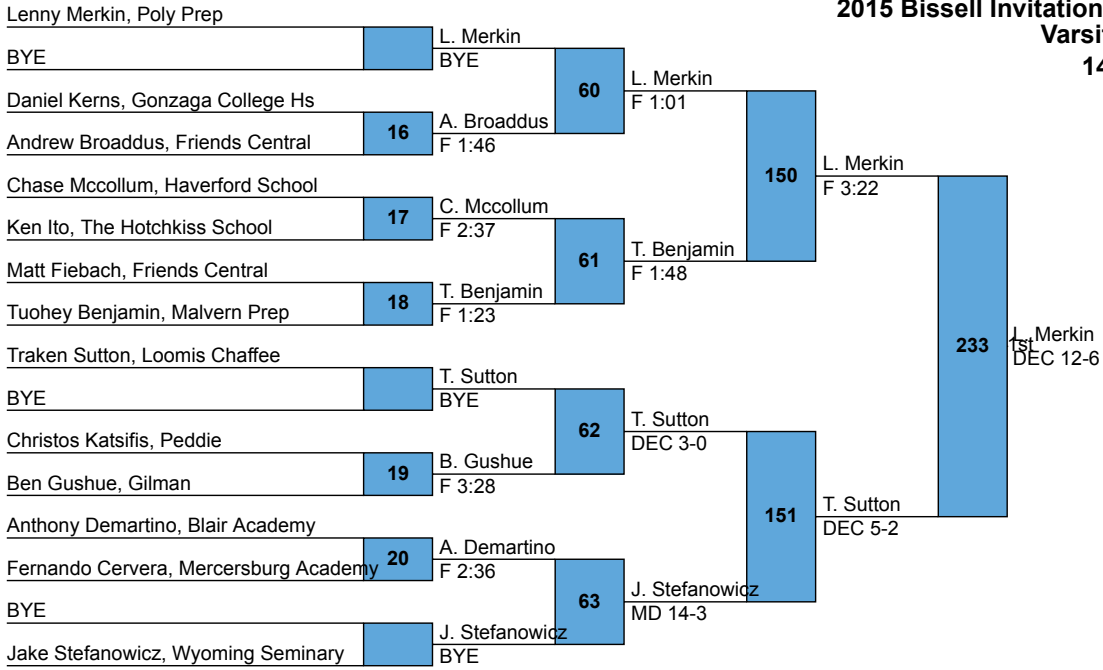 2015 Bissell Invitation
Varsi
14
Lenny Merkin, Poly Prep
BYE
Daniel Kerns, Gonzaga College Hs
Andrew Broaddus, Friends Central
Chase Mccollum, Haverford School
Ken Ito, The Hotchkiss School
Matt Fiebach, Friends Central
Tuohey Benjamin, Malvern Prep
Traken Sutton, Loomis Chaffee
BYE
Christos Katsifis, Peddie
Ben Gushue, Gilman
Anthony Demartino, Blair Academy
Fernando Cervera, Mercersburg Academy
BYE
Jake Stefanowicz, Wyoming Seminary
16
17
18
19
20
L. Merkin
BYE
A. Broaddus
F 1:46
C. Mccollum
F 2:37
T. Benjamin
F 1:23
T. Sutton
BYE
B. Gushue
F 3:28
A. Demartino
F 2:36
J. Stefanowicz
BYE
60
61
62
63
L. Merkin
F 1:01
T. Benjamin
F 1:48
T. Sutton
DEC 3-0
J. Stefanowicz
MD 14-3
150
151
L. Merkin
F 3:22
T. Sutton
DEC 5-2
233
L. Merkin
1st
DEC 12-6